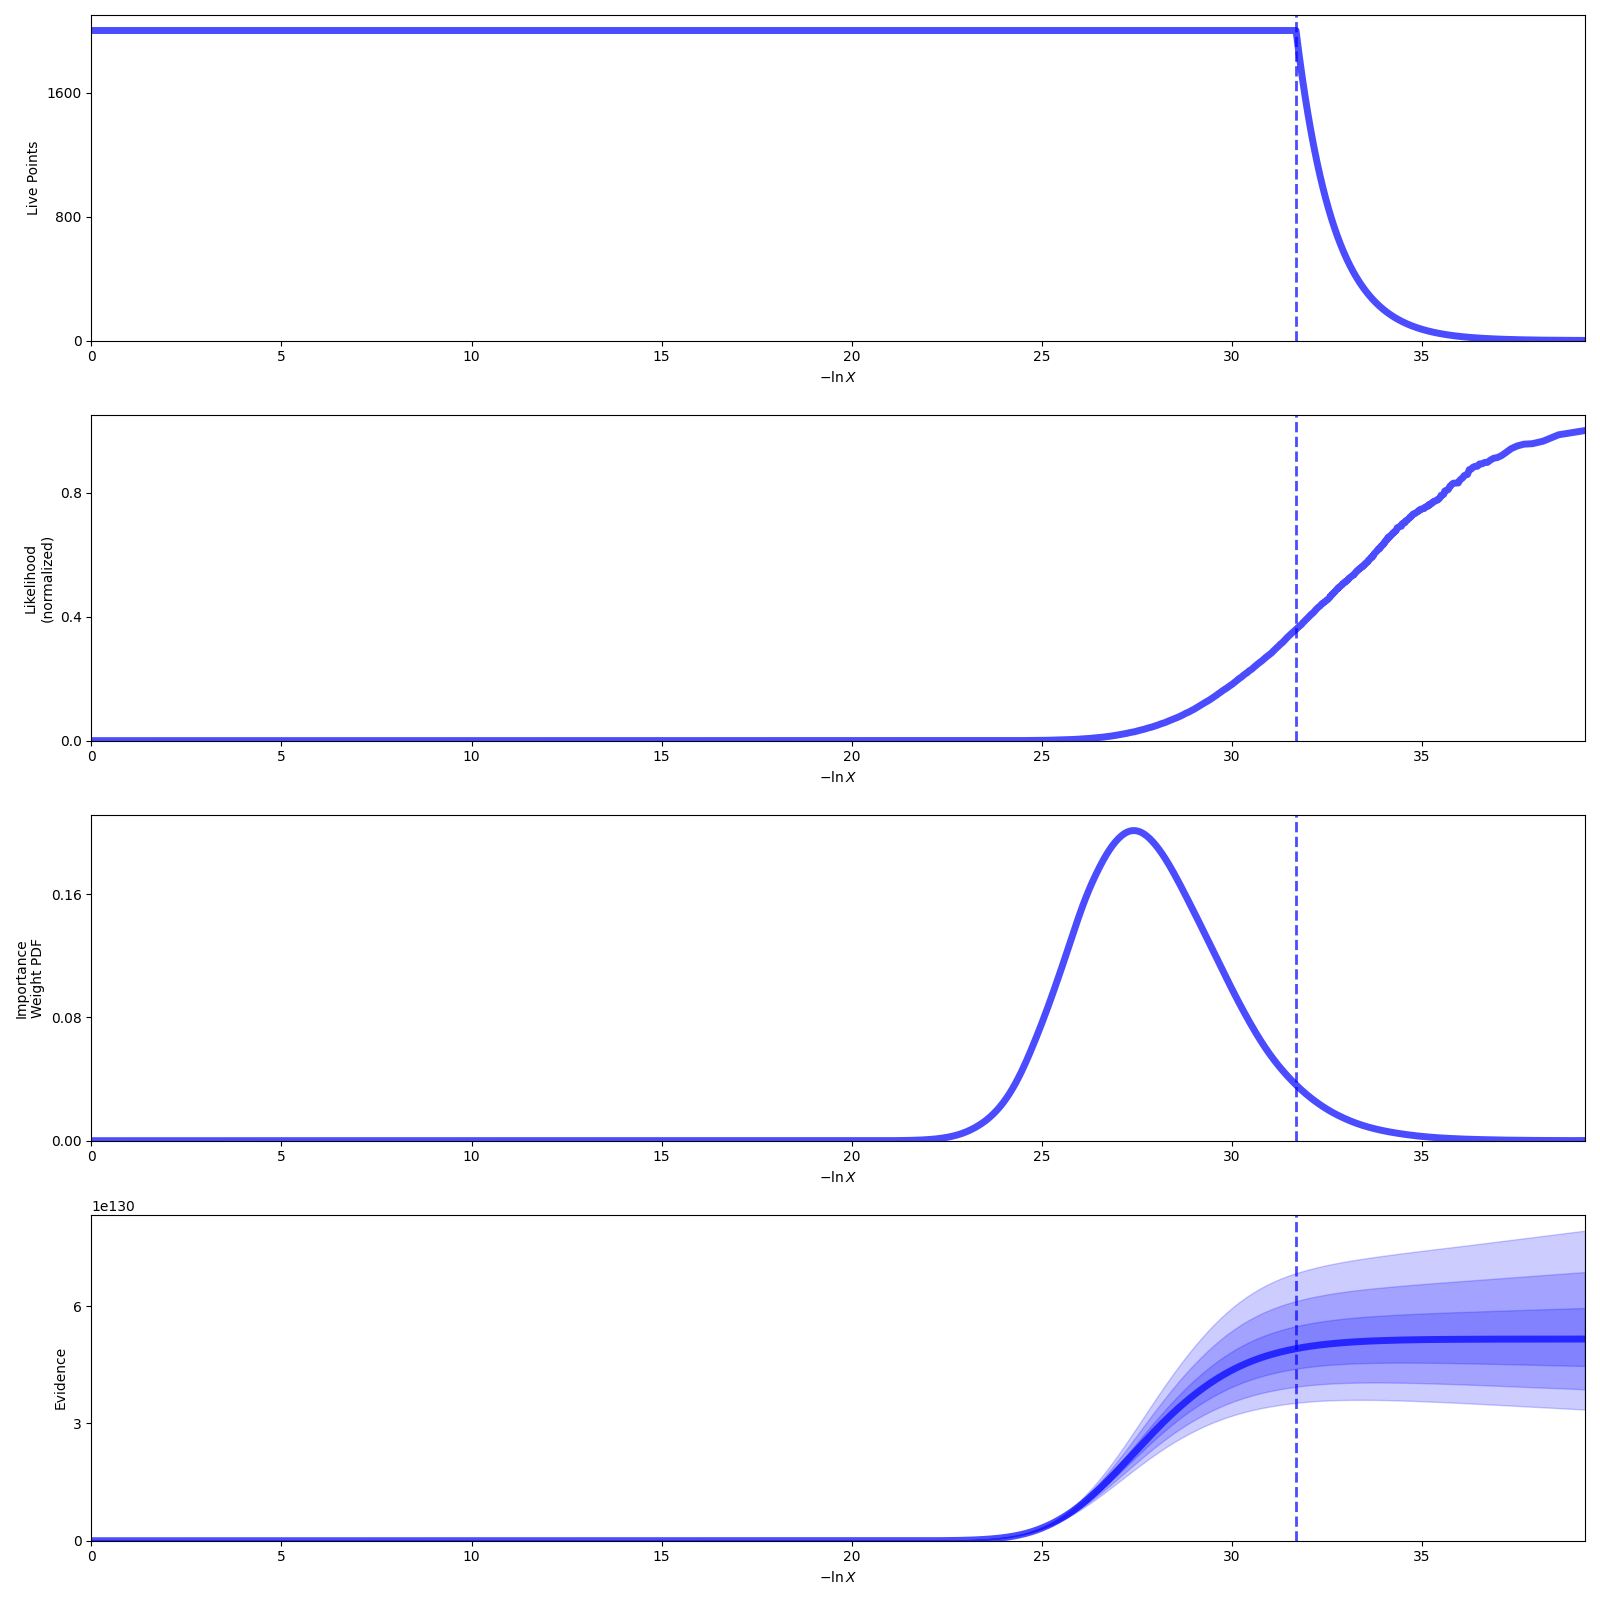 1600
800
0
Live Points
0 5 10 15 20 25 30 35
−ln X
0.8
0.4
0.0
Likelihood
(normalized)
0 5 10 15 20 25 30 35
−ln X
0.16
0.08
0.00
Importance
Weight PDF
0 5 10 15 20 25 30 35
−ln X
1e130
6
3
0
Evidence
0 5 10 15 20 25 30 35
−ln X